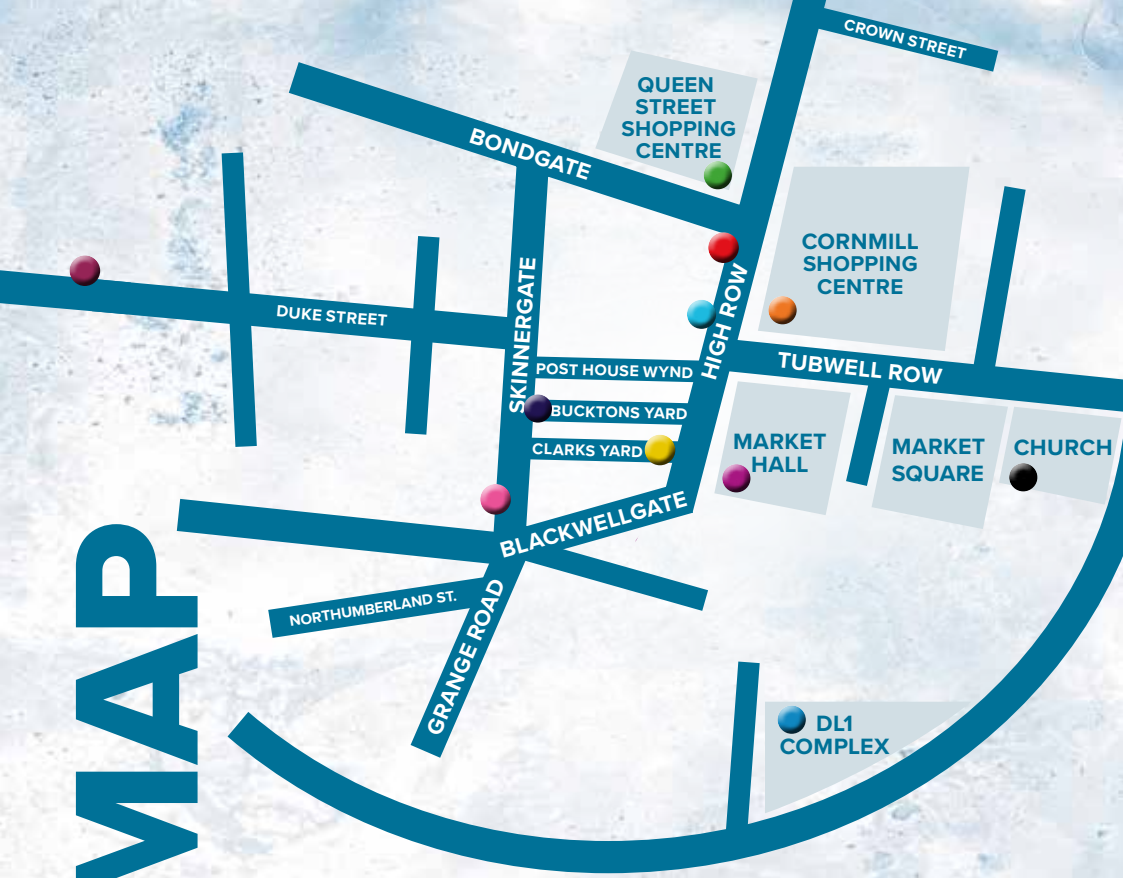 CROWN STREET
QUEEN
STREET
SHOPPING
CENTRE
BONDGATE
CORNMILL
SHOPPING
CENTRE
SKINNERGATE
HIGH ROW
DUKE STREET
POST HOUSE WYND
TUBWELL ROW
BUCKTONS YARD
CLARKS YARD
MARKET
HALL
MARKET
SQUARE
CHURCH
BLACKWELLGATE
NORTHUMBERLAND ST.
GRANGE ROAD
DL1
COMPLEX
MAP